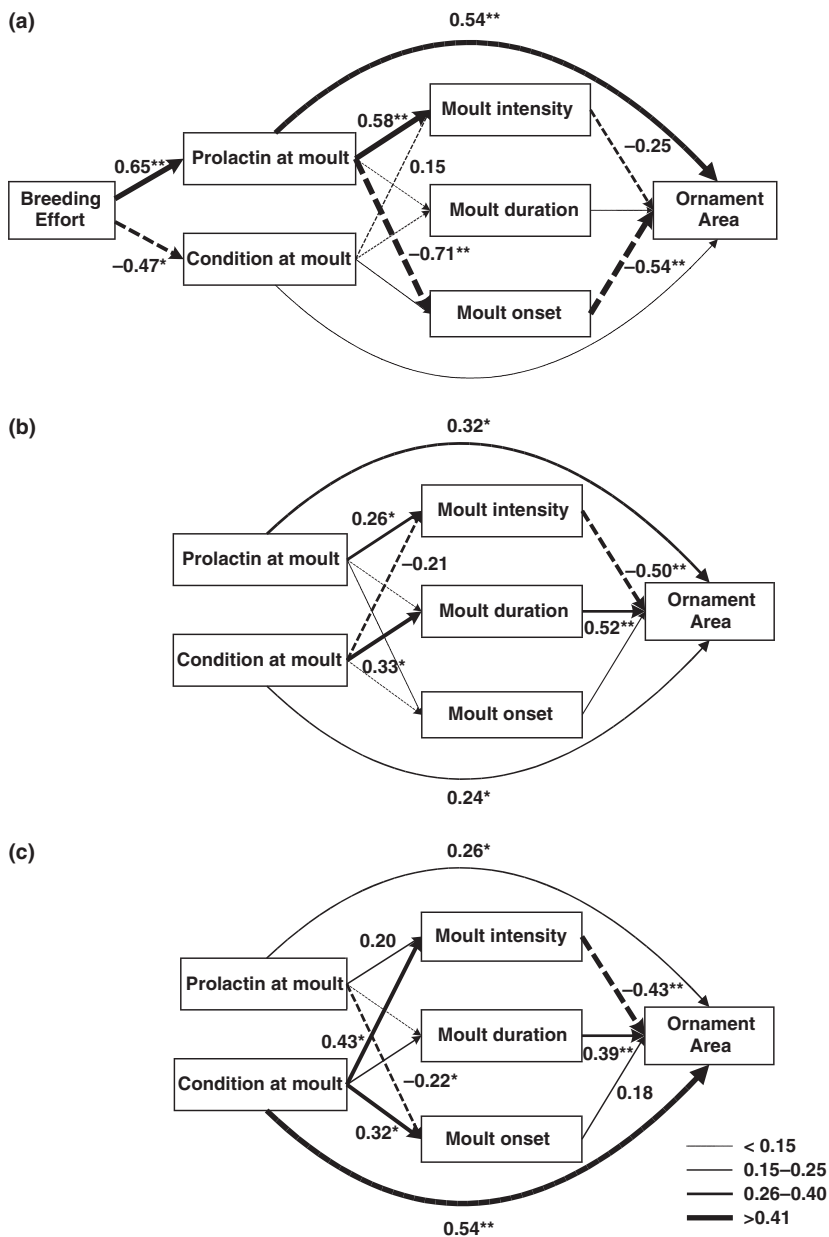 (a)
0.54**
Moult intensity
0.58**
Prolactin at moult
0.65**
0.15
–0.25
Breeding
Effort
Moult duration
Ornament
Area
Condition at moult
–0.47*
–0.71**
–0.54**
Moult onset
(b)
0.32*
Moult intensity
0.26*
Prolactin at moult
–0.21
–0.50**
Moult duration
Ornament
Area
0.52**
Condition at moult
0.33*
Moult onset
0.24*
(c)
0.26*
Moult intensity
0.20
Prolactin at moult
–0.43**
Moult duration
Ornament
Area
0.43*
0.39**
Condition at moult
–0.22*
0.18
0.32*
Moult onset
0.54**
< 0.15
0.15–0.25
0.26–0.40
>0.41